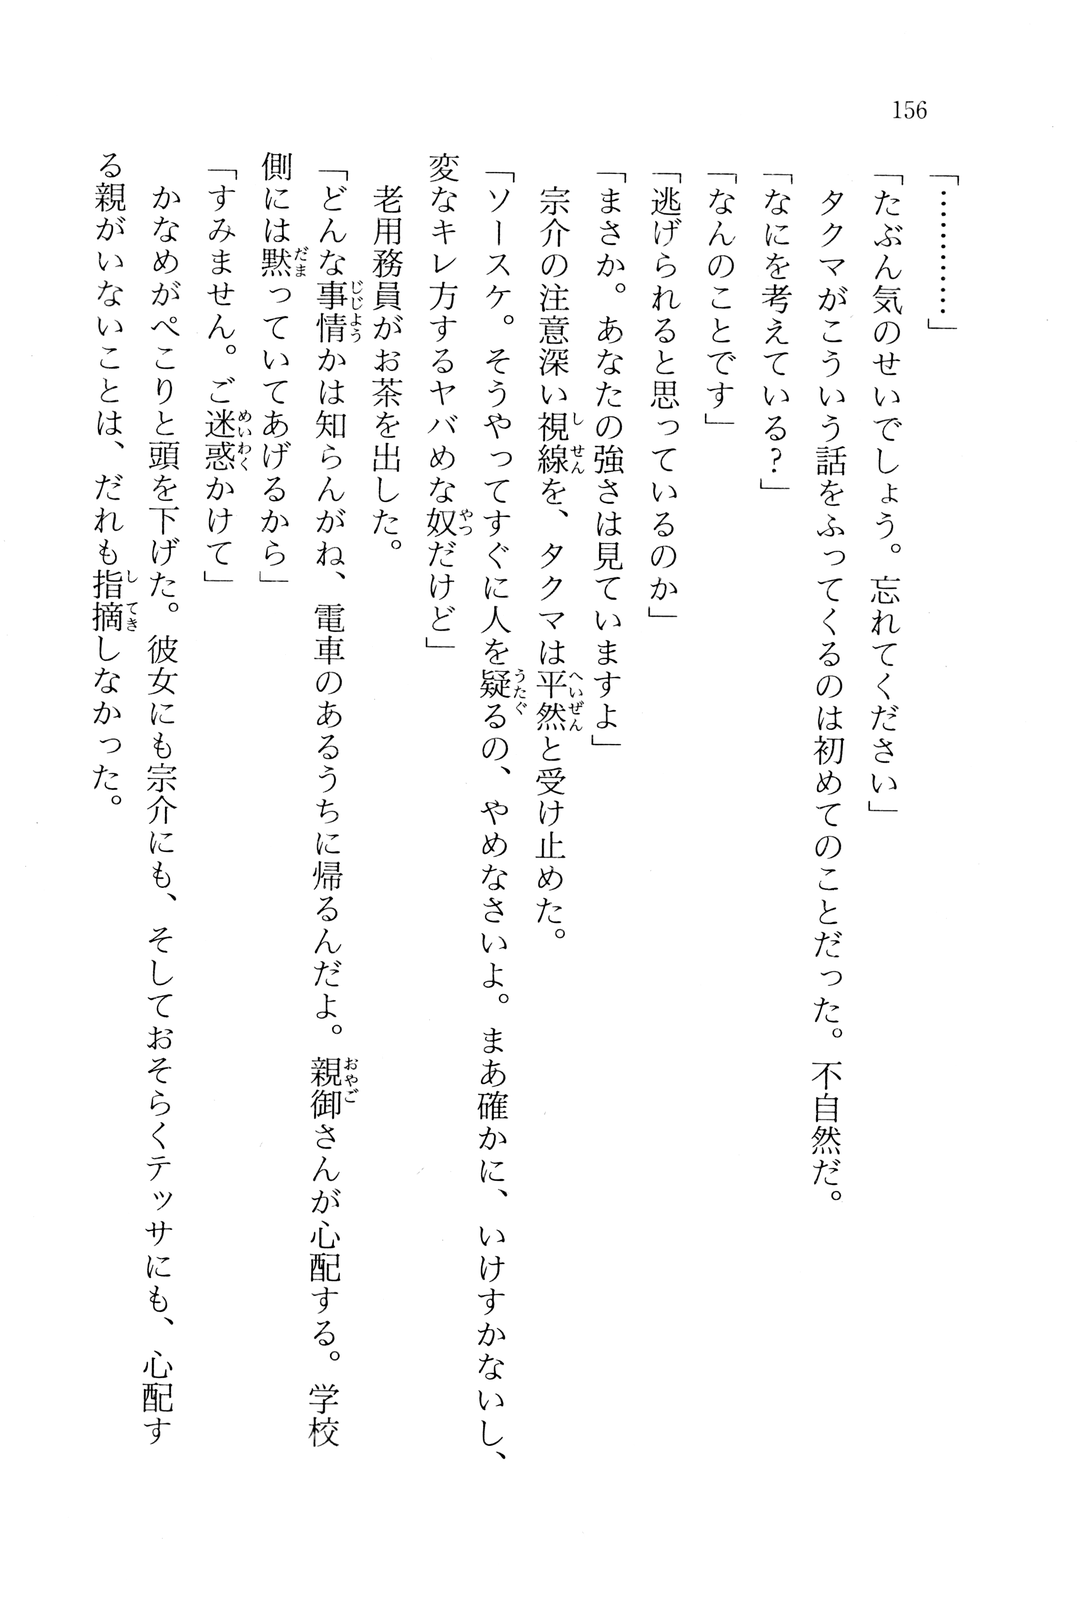 156
「…………」
「たぶん気のせいでしょう。忘れてください」
　タクマがこういう話をふってくるのは初めてのことだった。不自然だ。
「なにを考えている？」
「なんのことです」
「逃げられると思っているのか」
「まさか。あなたの強さは見ていますよ」
　宗介の注意深い視線を、タクマは平然と受け止めた。
「ソースケ。そうやってすぐに人を疑るの、やめなさいよ。まあ確かに、いけすかないし、
変なキレ方するヤバめな奴だけど」
　老用務員がお茶を出した。
「どんな事情かは知らんがね、電車のあるうちに帰るんだよ。親御さんが心配する。学校
側には黙っていてあげるから」
「すみません。ご迷惑かけて」
　かなめがぺこりと頭を下げた。彼女にも宗介にも、そしておそらくテッサにも、心配す
る親がいないことは、だれも指摘しなかった。